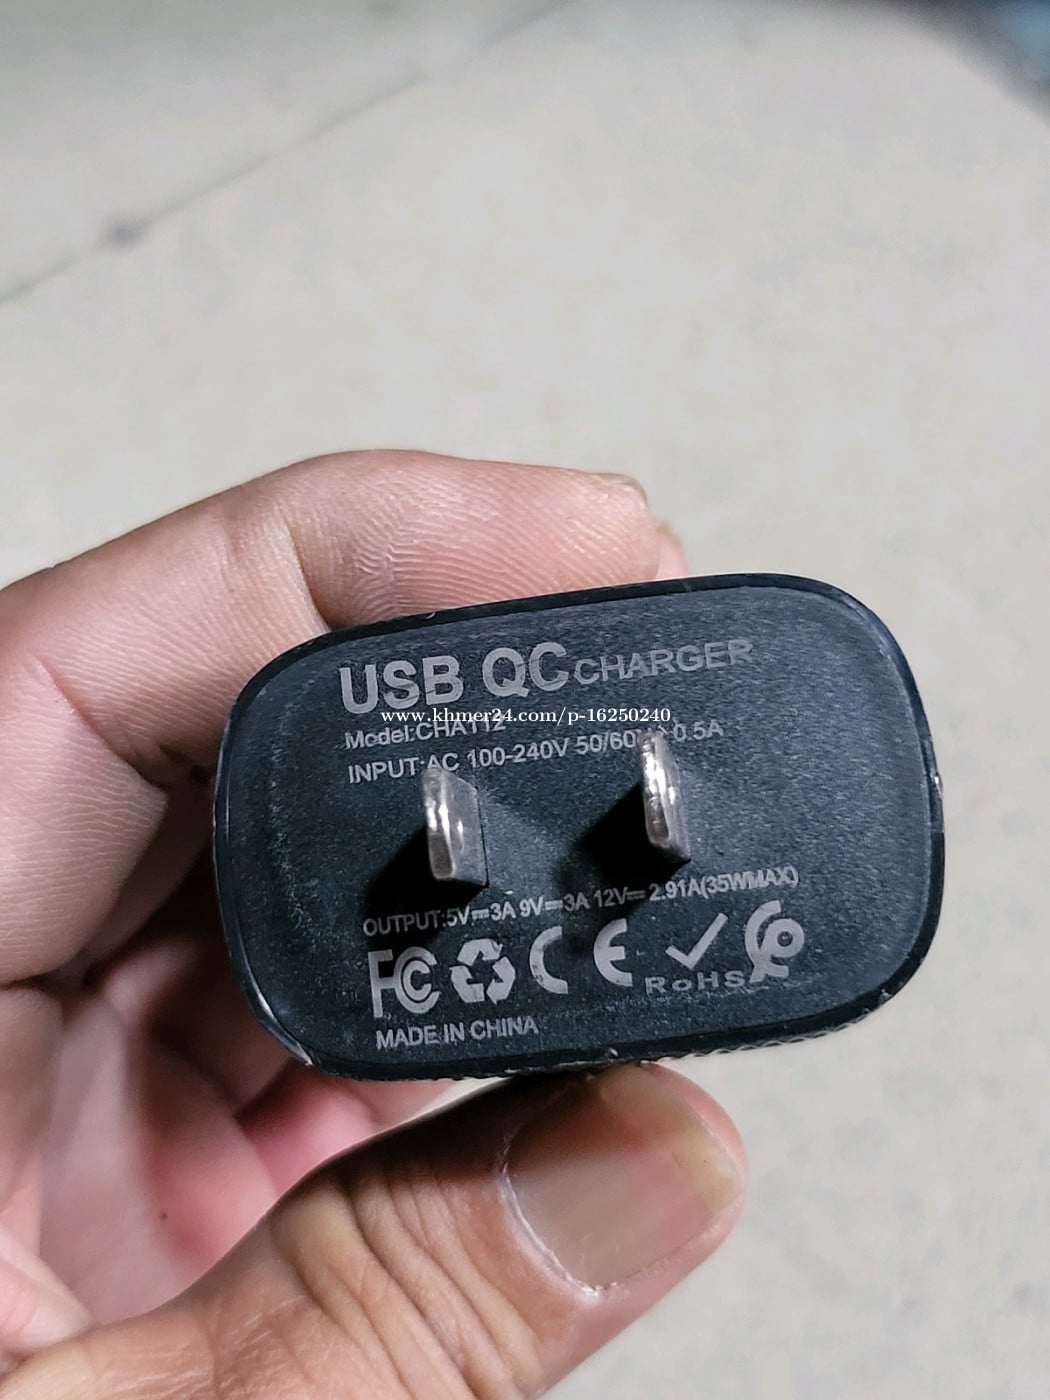 USB QC CHARGER
www.khmer24.com/p-16250240
Model:CHA112
INPUT:AC 100-240V 50/60Hz 0.5A
OUTPUT:5V⎓3A 9V⎓3A 12V⎓2.91A(35WMAX)
FC CE
RoHS
MADE IN CHINA